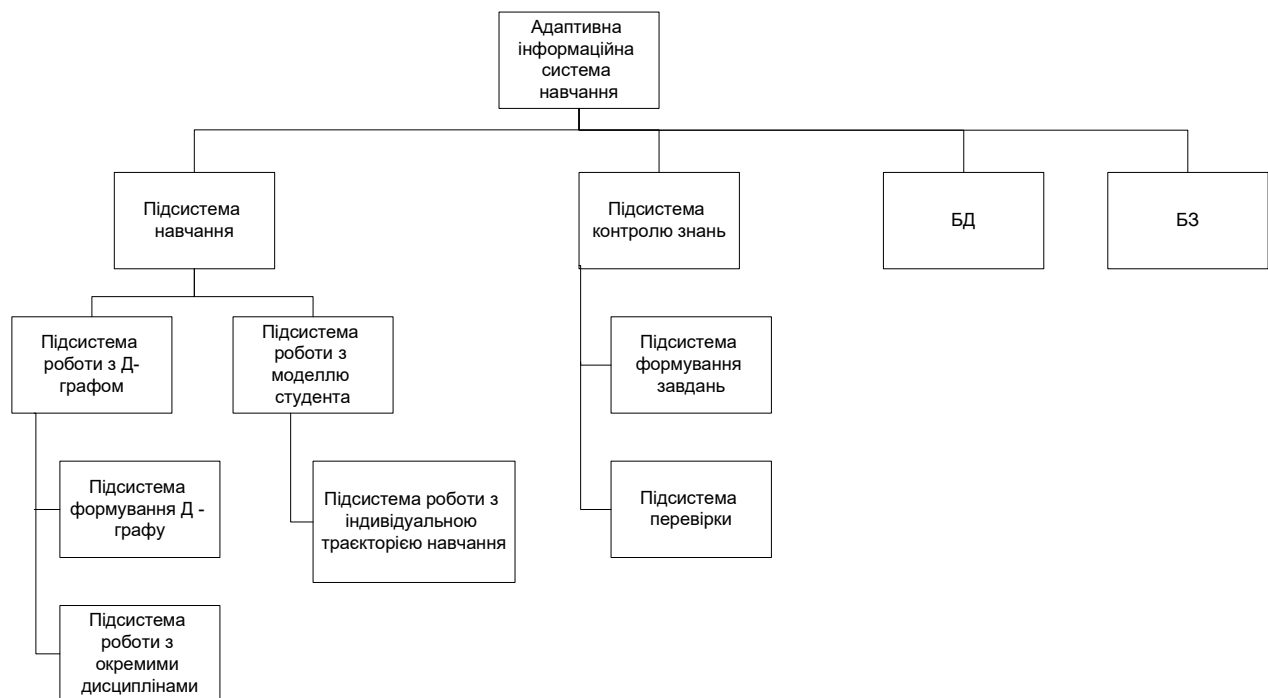 Адаптивна
інформаційна
система
навчання
Підсистема
навчання
Підсистема
контролю знань
БД
БЗ
Підсистема
роботи з Д-
графом
Підсистема
роботи з
моделлю
студента
Підсистема
формування
завдань
Підсистема
формування Д -
графу
Підсистема роботи з
індивідуальною
траєкторією навчання
Підсистема
перевірки
Підсистема
роботи з
окремими
дисциплінами